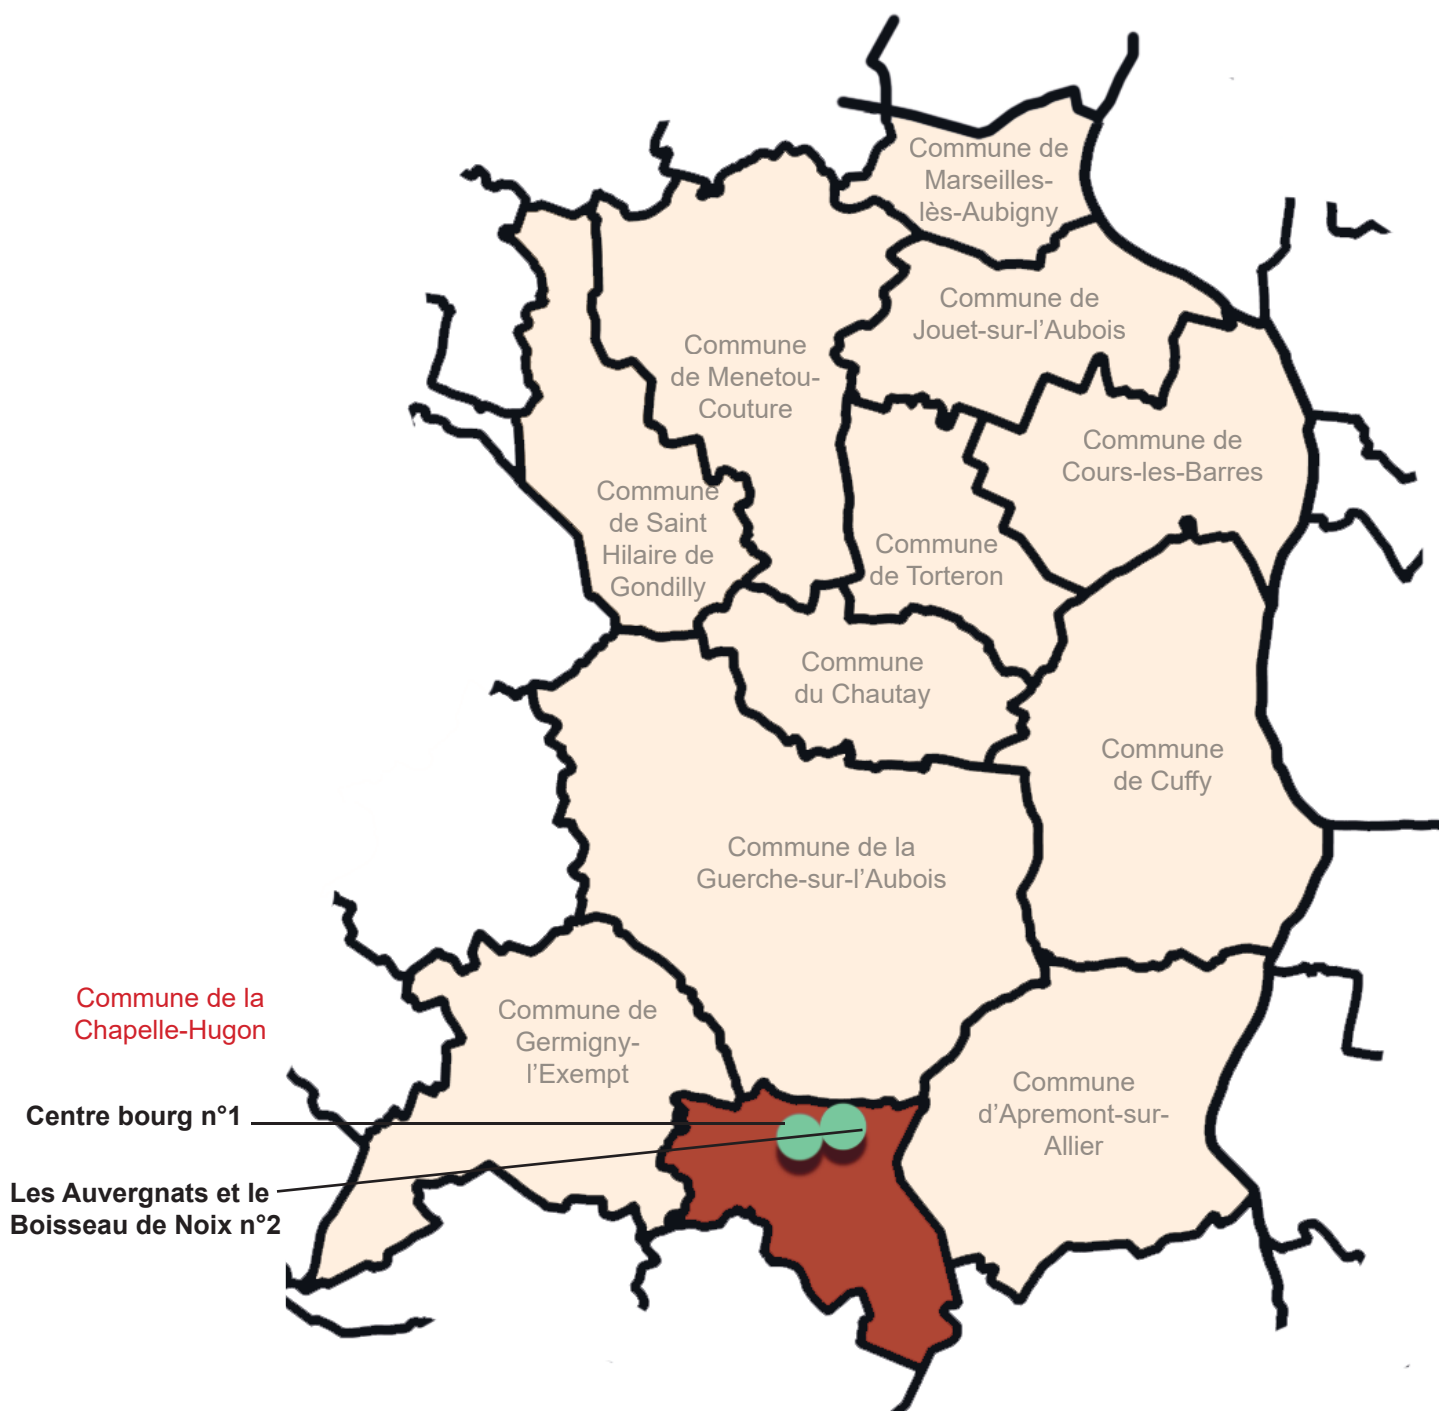 Commune de
Marseilles-
lès-Aubigny
Commune de
Jouet-sur-l’Aubois
Commune
de Menetou-
Couture
Commune de
Cours-les-Barres
Commune
de Saint
Hilaire de
Gondilly
Commune
de Torteron
Commune
du Chautay
Commune
de Cuffy
Commune de la
Guerche-sur-l’Aubois
Commune de la
Chapelle-Hugon
Commune de
Germigny-
l’Exempt
Commune
d’Apremont-sur-
Allier
Centre bourg n°1
Les Auvergnats et le
Boisseau de Noix n°2